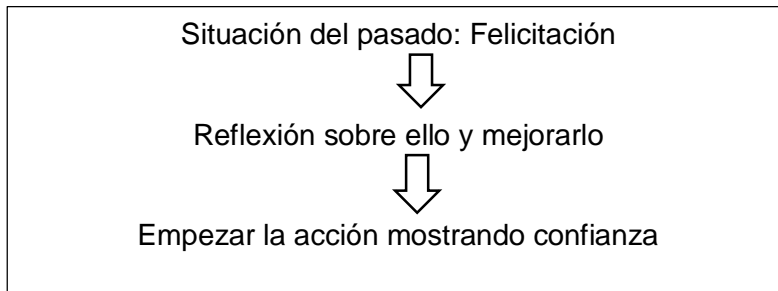 Situación del pasado: Felicitación
Reflexión sobre ello y mejorarlo
Empezar la acción mostrando confianza